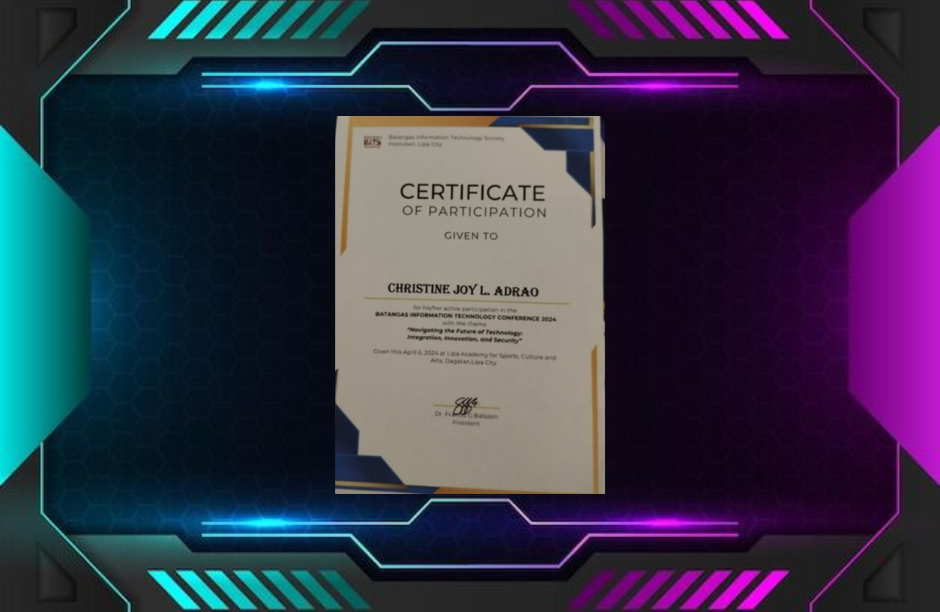 Batangas Information Technology Society
Inosluban, Lipa City
CERTIFICATE
OF PARTICIPATION
GIVEN TO
CHRISTINE JOY L. ADRAO
for his/her active participation in the
BATANGAS INFORMATION TECHNOLOGY CONFERENCE 2024
with the theme
"Navigating the Future of Technology:
Integration, Innovation, and Security"
Given this April 6, 2024 at Lipa Academy for Sports, Culture and
Arts, Dagatan,Lipa City
Dr. G.Balazon
President